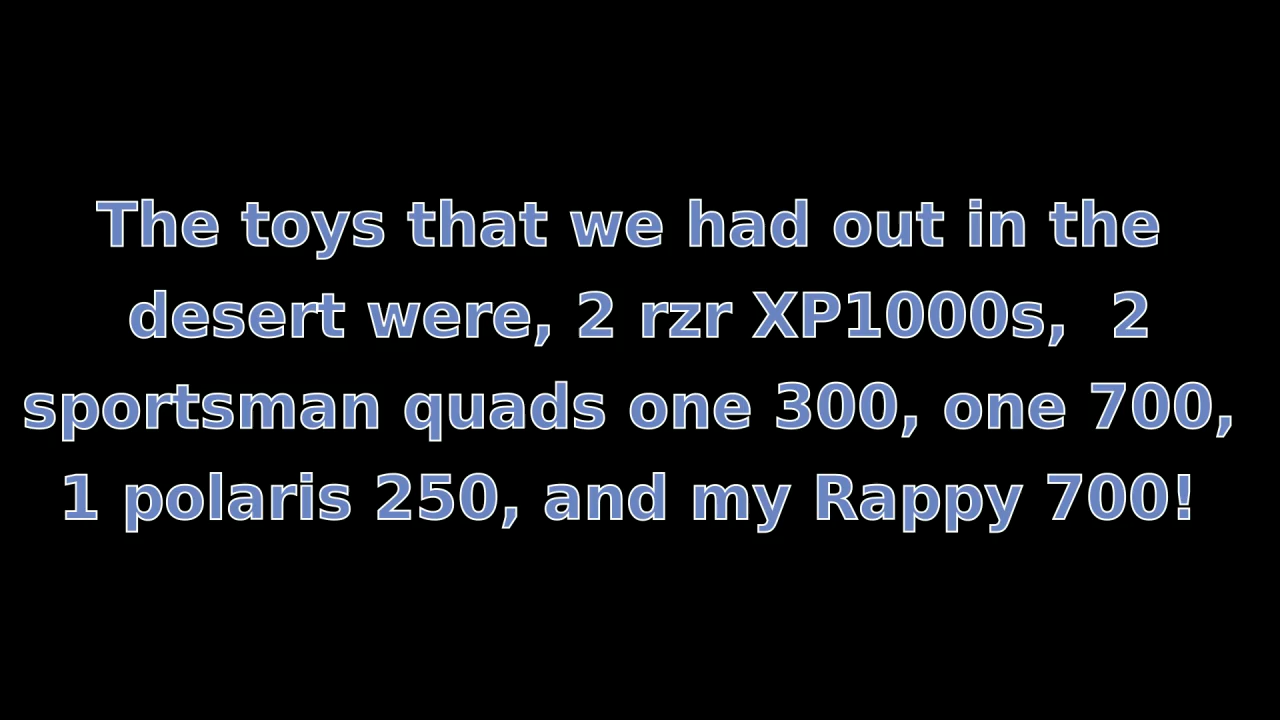 The toys that we had out in the
desert were, 2 rzr XP1000s,  2
sportsman quads one 300, one 700,
1 polaris 250, and my Rappy 700!